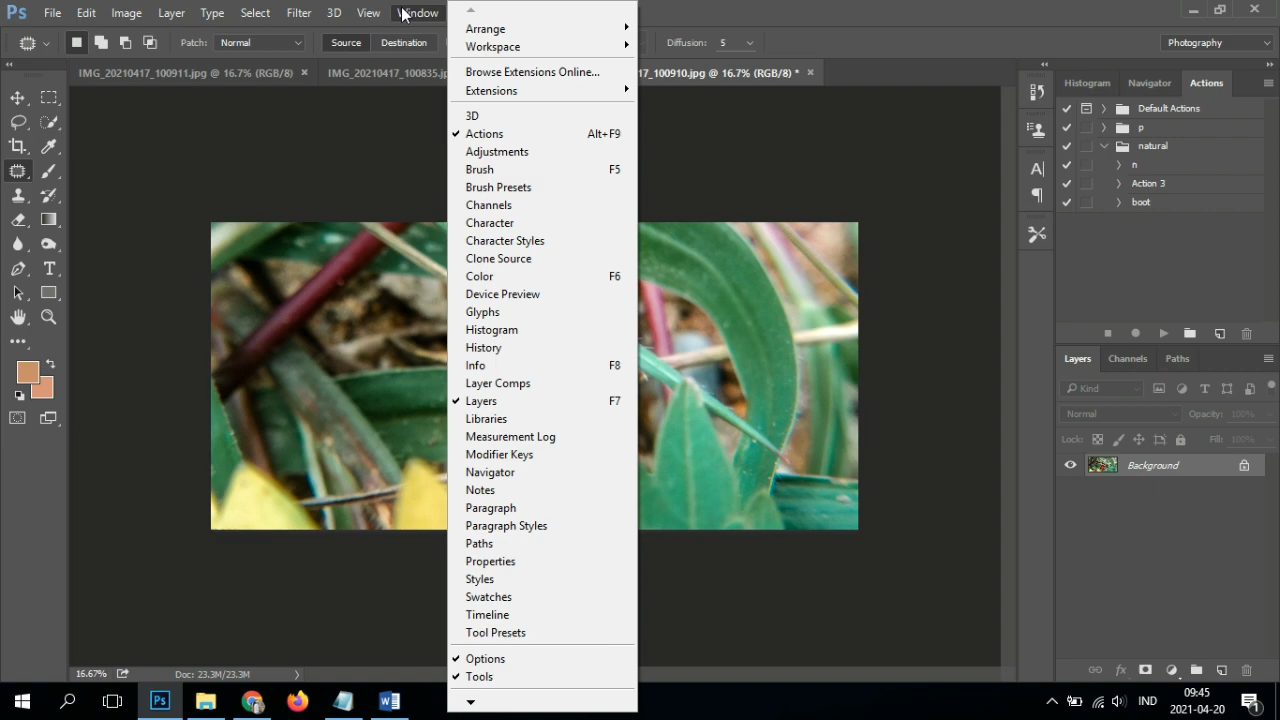 Ps File Edit Image Layer Type Select Filter 3D View Window
Patch: Normal Source Destination Diffusion: 5 Photography
IMG_20210417_100911.jpg @ 16.7% (RGB/8) × IMG_20210417_100835.jp 17_100910.jpg @ 16.7% (RGB/8) * ×
Arrange
Workspace
Browse Extensions Online...
Extensions
3D
Actions Alt+F9
Adjustments
Brush F5
Brush Presets
Channels
Character
Character Styles
Clone Source
Color F6
Device Preview
Glyphs
Histogram
History
Info F8
Layer Comps
Layers F7
Libraries
Measurement Log
Modifier Keys
Navigator
Notes
Paragraph
Paragraph Styles
Paths
Properties
Styles
Swatches
Timeline
Tool Presets
Options
Tools
Histogram Navigator Actions
Default Actions
p
natural
n
Action 3
boot
Layers Channels Paths
Kind
Normal Opacity: 100%
Lock: Fill: 100%
Background
16.67% Doc: 23.3M/23.3M
IND
09:45
2021-04-20
1